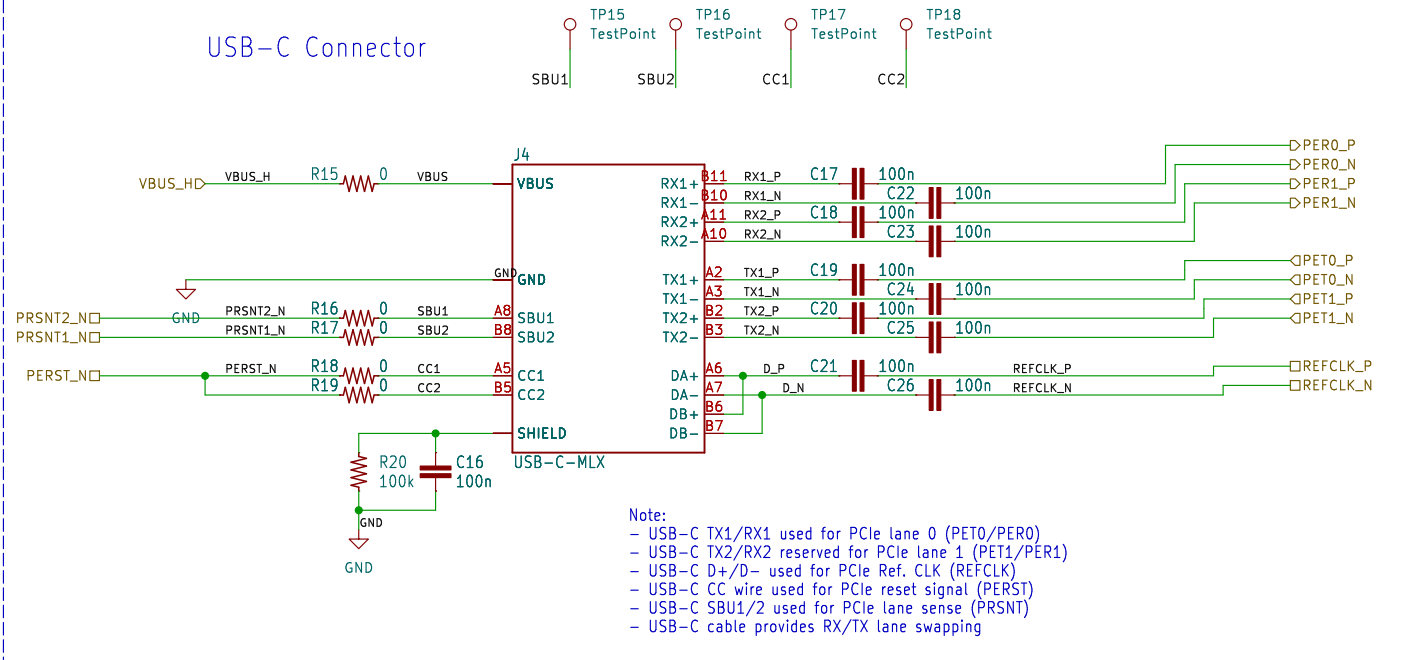 TP15
TestPoint
TP16
TestPoint
TP17
TestPoint
TP18
TestPoint
USB-C Connector
SBU1
SBU2
CC1
CC2
J4
VBUS_H
VBUS_H
R15
0
VBUS
VBUS
GND
GND
GND
PRSNT2_N
PRSNT2_N
R16
0
SBU1
A8
SBU1
PRSNT1_N
PRSNT1_N
R17
0
SBU2
B8
SBU2
PERST_N
PERST_N
R18
0
CC1
A5
CC1
R19
0
CC2
B5
CC2
SHIELD
USB-C-MLX
R20
100k
C16
100n
GND
GND
RX1+
B11
RX1_P
C17
100n
PER0_P
RX1-
B10
RX1_N
C22
100n
PER0_N
RX2+
A11
RX2_P
C18
100n
PER1_P
RX2-
A10
RX2_N
C23
100n
PER1_N
TX1+
A2
TX1_P
C19
100n
PET0_P
TX1-
A3
TX1_N
C24
100n
PET0_N
TX2+
B2
TX2_P
C20
100n
PET1_P
TX2-
B3
TX2_N
C25
100n
PET1_N
DA+
A6
D_P
C21
100n
REFCLK_P
REFCLK_P
DA-
A7
D_N
C26
100n
REFCLK_N
REFCLK_N
DB+
B6
DB-
B7
Note:
- USB-C TX1/RX1 used for PCIe lane 0 (PET0/PER0)
- USB-C TX2/RX2 reserved for PCIe lane 1 (PET1/PER1)
- USB-C D+/D- used for PCIe Ref. CLK (REFCLK)
- USB-C CC wire used for PCIe reset signal (PERST)
- USB-C SBU1/2 used for PCIe lane sense (PRSNT)
- USB-C cable provides RX/TX lane swapping